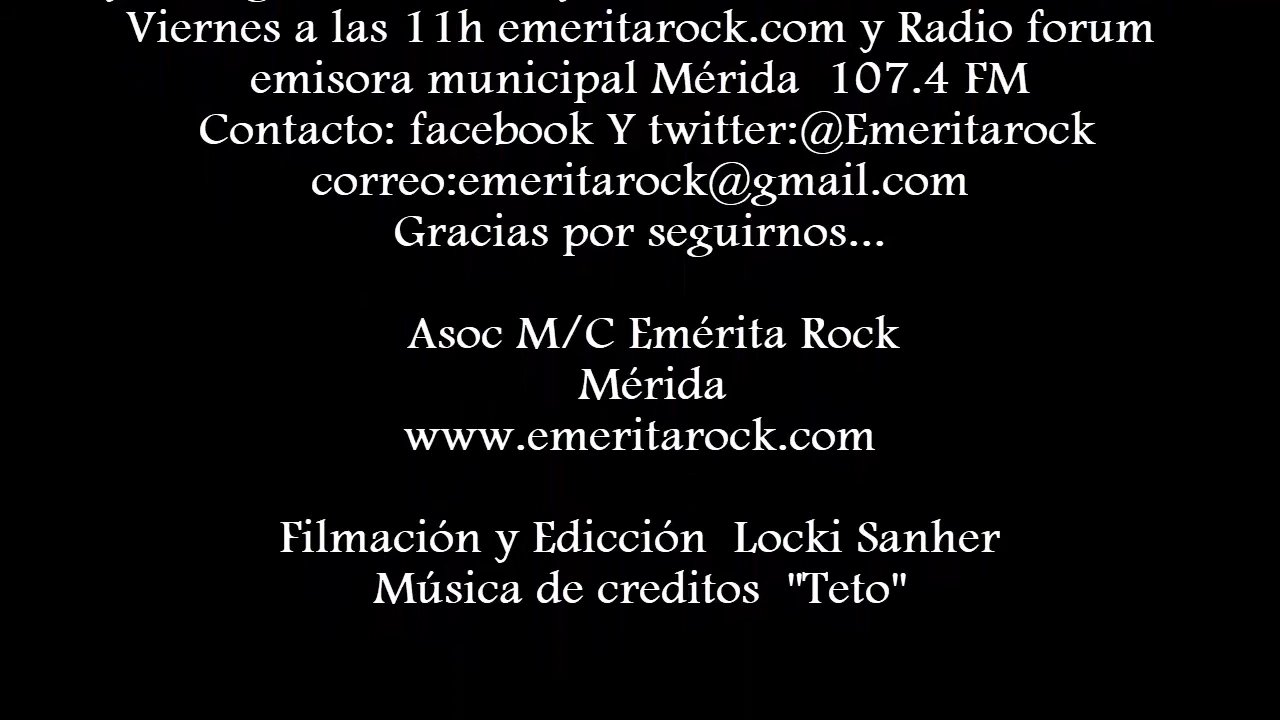 Viernes a las 11h emeritarock.com y Radio forum
emisora municipal Mérida 107.4 FM
Contacto: facebook Y twitter:@Emeritarock
correo:emeritarock@gmail.com
Gracias por seguirnos...
Asoc M/C Emérita Rock
Mérida
www.emeritarock.com
Filmación y Edicción Locki Sanher
Música de creditos "Teto"